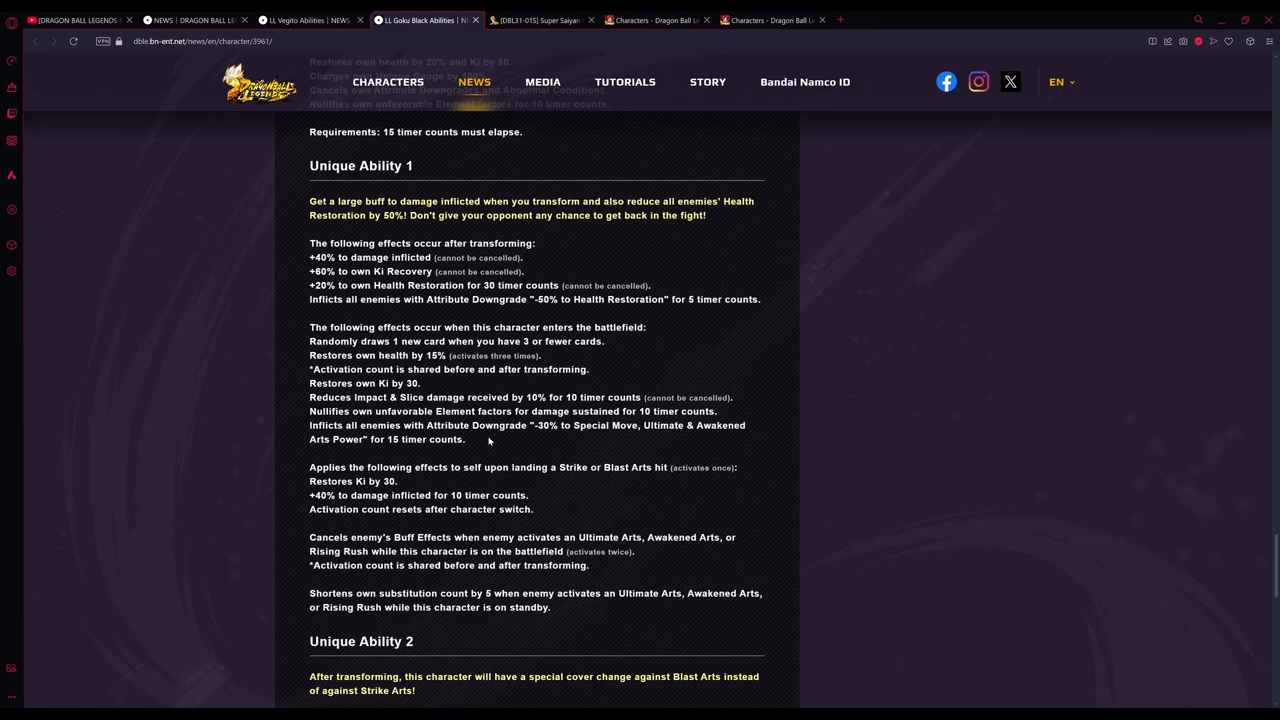 [DRAGON BALL LEGENDS
NEWS | DRAGON BALL LE
LL Vegito Abilities | NEWS
LL Goku Black Abilities | N
[DBL31-01S] Super Saiyan
Characters - Dragon Ball Le
Characters - Dragon Ball Le
VPN
dble.bn-ent.net/news/en/character/3961/
DRAGONBALL LEGENDS
CHARACTERS
NEWS
MEDIA
TUTORIALS
STORY
Bandai Namco ID
EN
Restores own health by 20% and Ki by 50.
Charges own Unique Gauge by 100%.
Cancels own Attribute Downgrades and Abnormal Conditions.
Nullifies own unfavorable Element factors for 10 timer counts.
Requirements: 15 timer counts must elapse.
Unique Ability 1
Get a large buff to damage inflicted when you transform and also reduce all enemies' Health
Restoration by 50%! Don't give your opponent any chance to get back in the fight!
The following effects occur after transforming:
+40% to damage inflicted (cannot be cancelled).
+60% to own Ki Recovery (cannot be cancelled).
+20% to own Health Restoration for 30 timer counts (cannot be cancelled).
Inflicts all enemies with Attribute Downgrade "-50% to Health Restoration" for 5 timer counts.
The following effects occur when this character enters the battlefield:
Randomly draws 1 new card when you have 3 or fewer cards.
Restores own health by 15% (activates three times).
*Activation count is shared before and after transforming.
Restores own Ki by 30.
Reduces Impact & Slice damage received by 10% for 10 timer counts (cannot be cancelled).
Nullifies own unfavorable Element factors for damage sustained for 10 timer counts.
Inflicts all enemies with Attribute Downgrade "-30% to Special Move, Ultimate & Awakened
Arts Power" for 15 timer counts.
Applies the following effects to self upon landing a Strike or Blast Arts hit (activates once):
Restores Ki by 30.
+40% to damage inflicted for 10 timer counts.
Activation count resets after character switch.
Cancels enemy's Buff Effects when enemy activates an Ultimate Arts, Awakened Arts, or
Rising Rush while this character is on the battlefield (activates twice).
*Activation count is shared before and after transforming.
Shortens own substitution count by 5 when enemy activates an Ultimate Arts, Awakened Arts,
or Rising Rush while this character is on standby.
Unique Ability 2
After transforming, this character will have a special cover change against Blast Arts instead
of against Strike Arts!